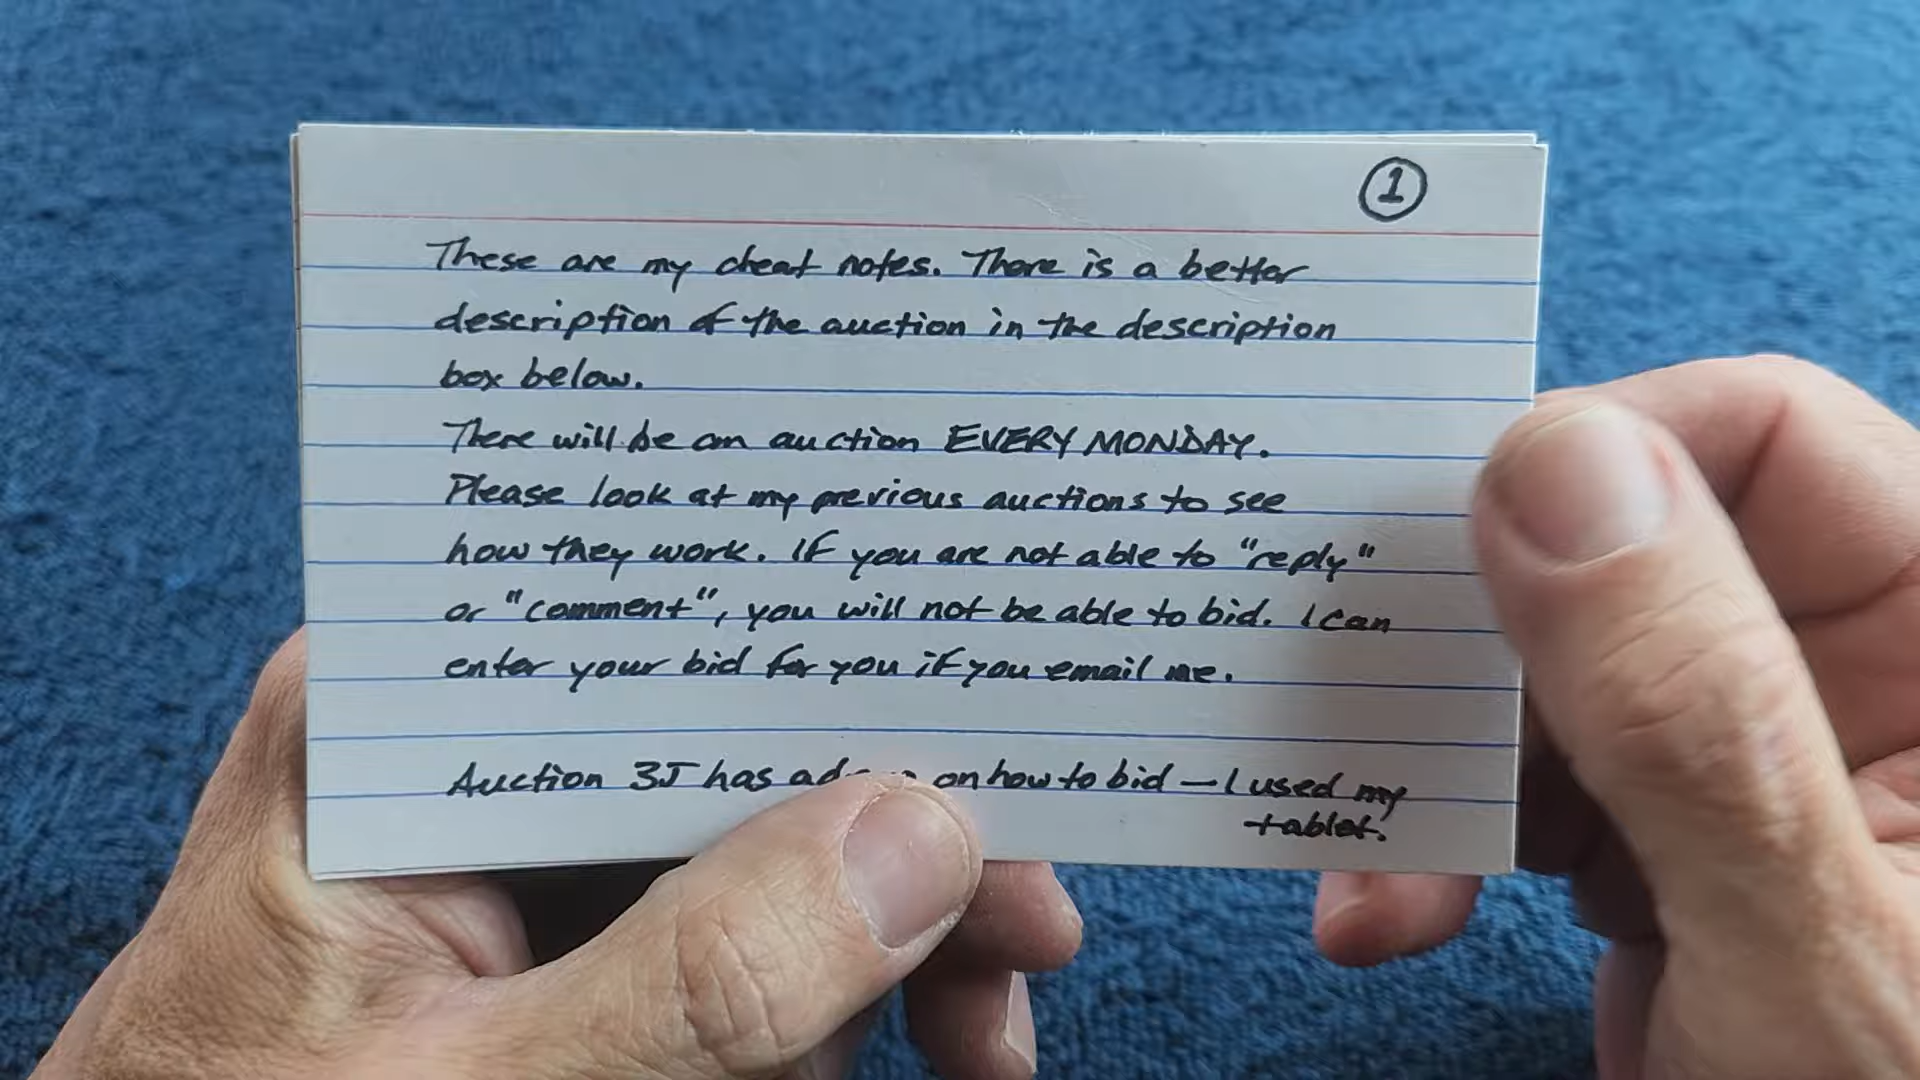 1
These are my cheat notes. There is a better
description of the auction in the description
box below.
There will be an auction EVERY MONDAY.
Please look at my previous auctions to see
how they work. If you are not able to "reply"
or "comment", you will not be able to bid. I can
enter your bid for you if you email me.
Auction 3J has on how to bid — I used my
tablet.